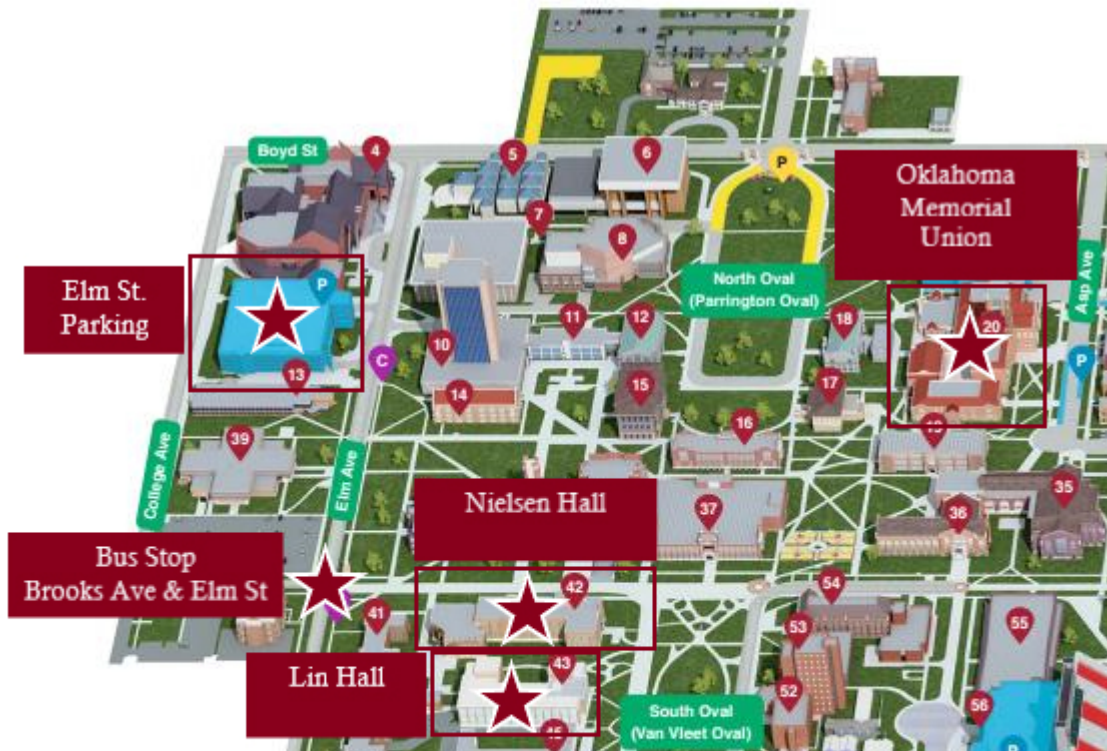 Boyd St
4
5
6
P
Oklahoma
Memorial
Union
7
8
Elm St.
Parking
P
North Oval
(Parrington Oval)
Asp Ave
11
12
18
20
10
C
P
13
14
15
17
16
19
39
College Ave
Elm Ave
Nielsen Hall
37
36
35
Bus Stop
Brooks Ave & Elm St
42
54
41
53
55
Lin Hall
43
52
South Oval
(Van Vleet Oval)
56